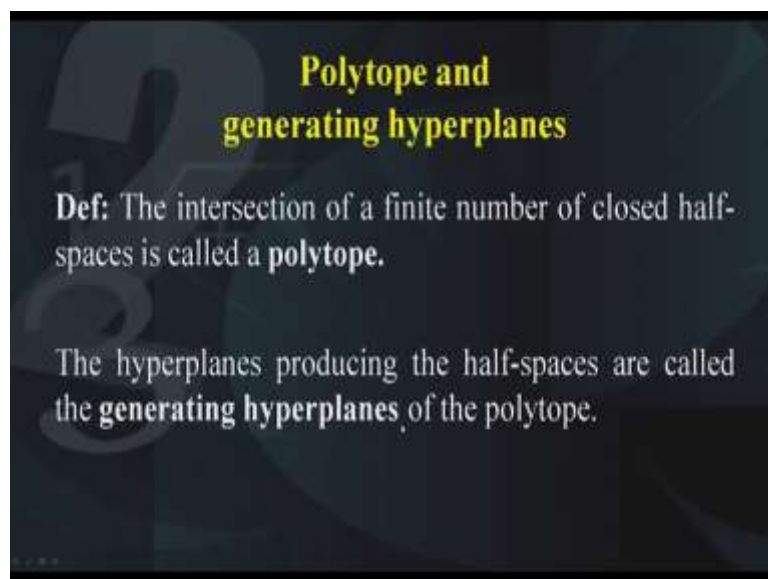 Polytope and
generating hyperplanes
Def: The intersection of a finite number of closed half-
spaces is called a polytope.
The hyperplanes producing the half-spaces are called
the generating hyperplanes of the polytope.